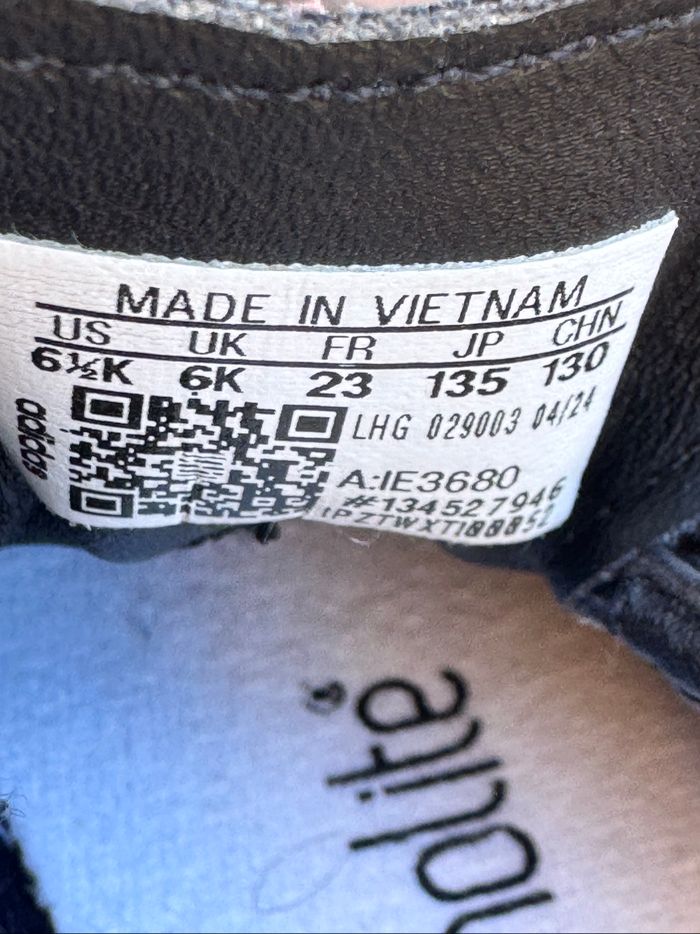 MADE IN VIETNAM
US UK FR JP CHN
6½K 6K 23 135 130
adidas
LHG 029003 04/24
A:IE3680
#134527946